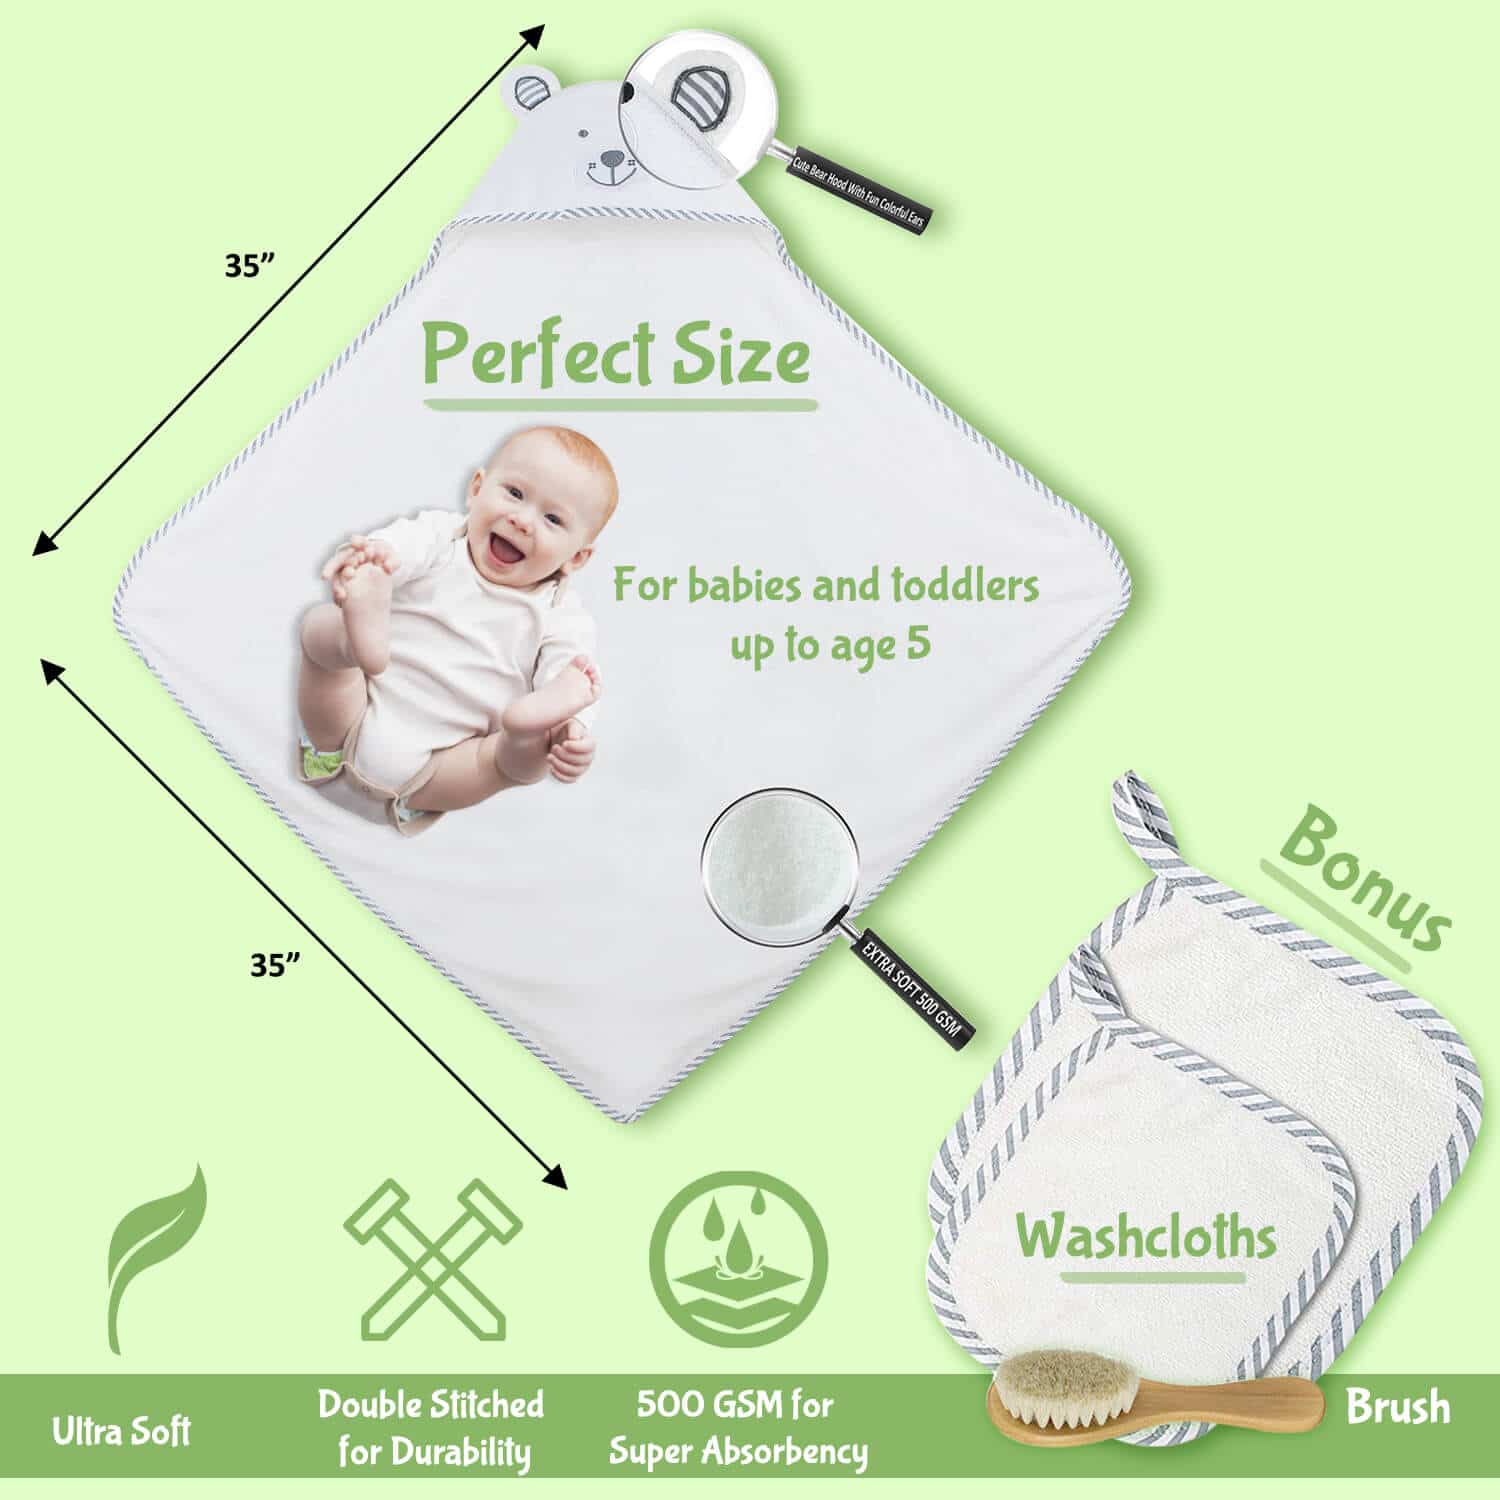 Cute Bear Hood With Fun Colorful Ears
35”
Perfect Size
For babies and toddlers
up to age 5
Bonus
35”
EXTRA SOFT 500 GSM
Washcloths
Ultra Soft
Double Stitched
for Durability
500 GSM for
Super Absorbency
Brush